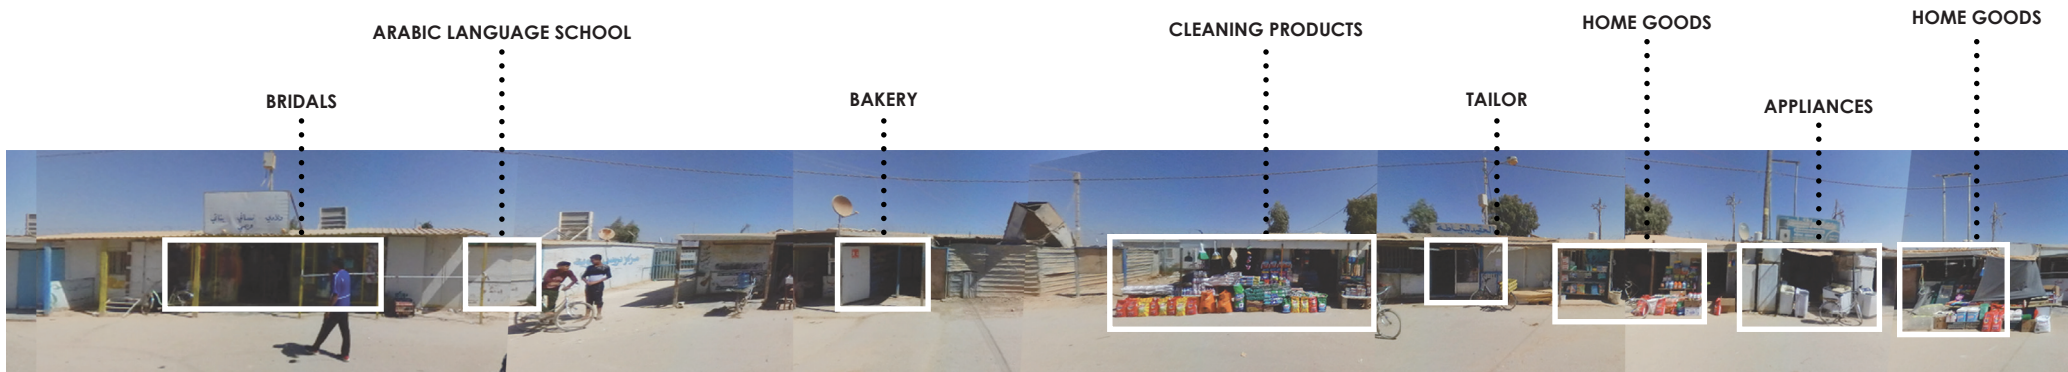 ARABIC LANGUAGE SCHOOL
CLEANING PRODUCTS
HOME GOODS
HOME GOODS
BRIDALS
BAKERY
TAILOR
APPLIANCES